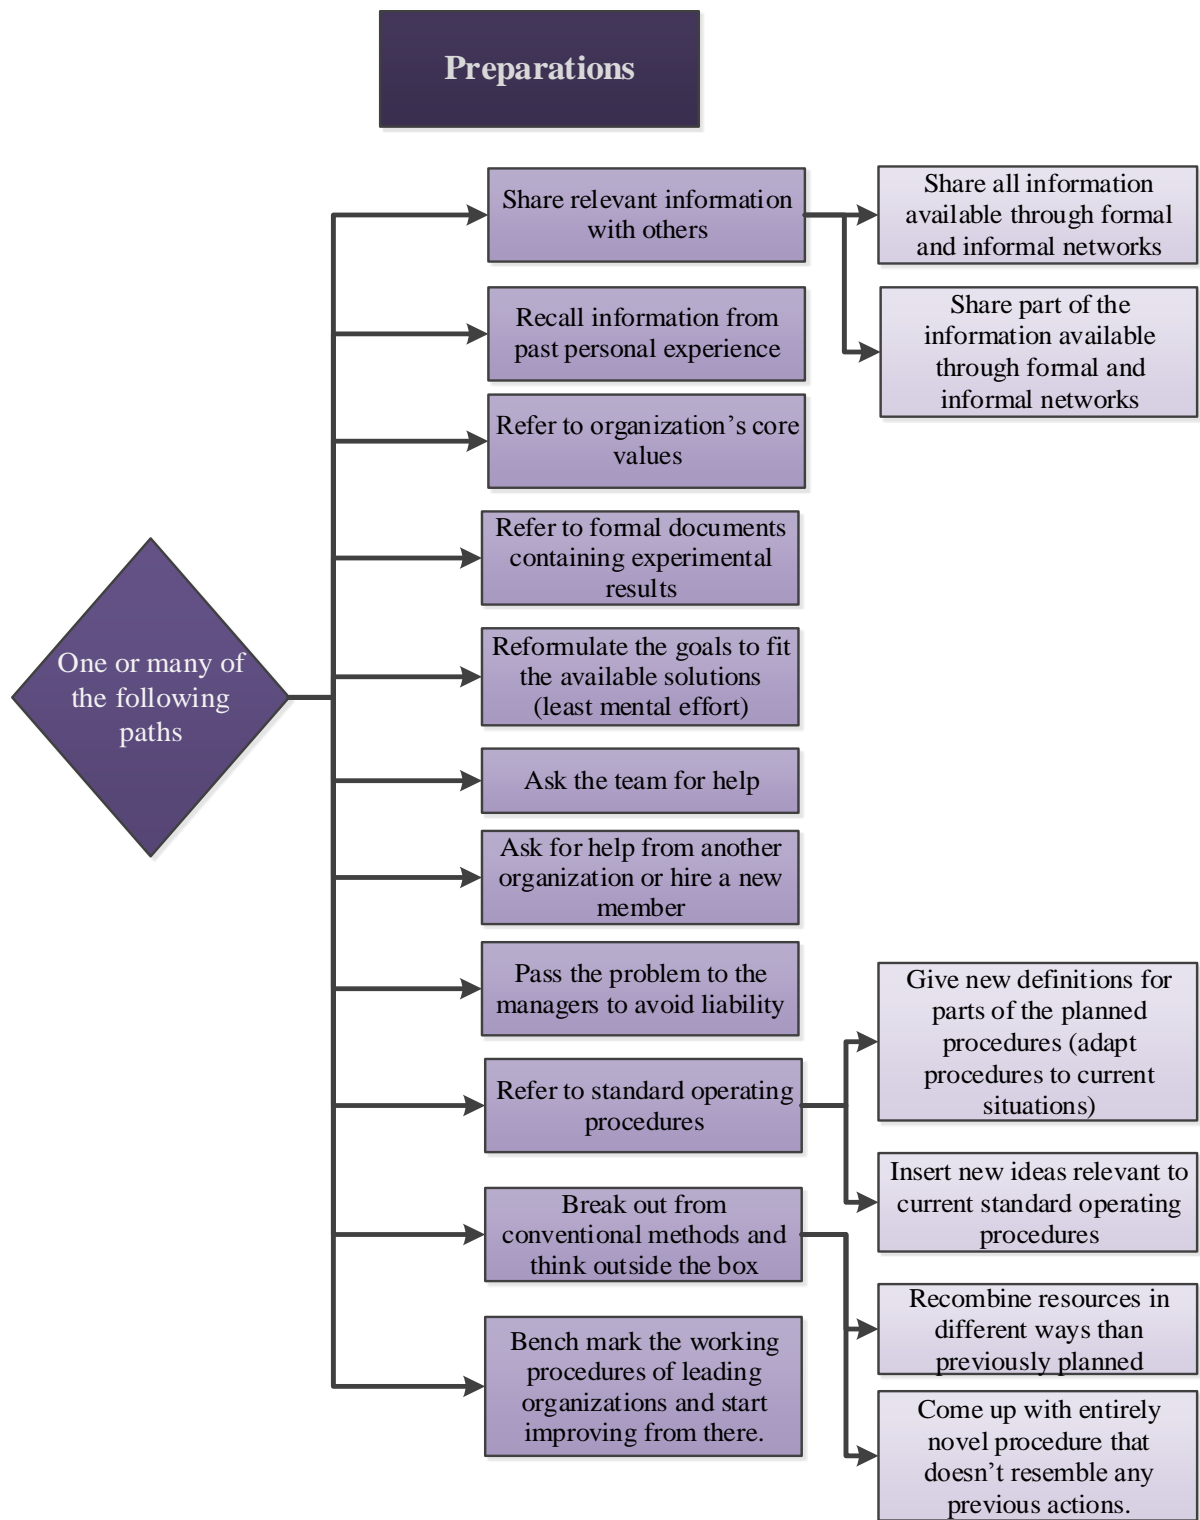 Preparations
One or many of
the following
paths
Share relevant information
with others
Share all information
available through formal
and informal networks
Share part of the
information available
through formal and
informal networks
Recall information from
past personal experience
Refer to organization’s core
values
Refer to formal documents
containing experimental
results
Reformulate the goals to fit
the available solutions
(least mental effort)
Ask the team for help
Ask for help from another
organization or hire a new
member
Pass the problem to the
managers to avoid liability
Refer to standard operating
procedures
Give new definitions for
parts of the planned
procedures (adapt
procedures to current
situations)
Insert new ideas relevant to
current standard operating
procedures
Break out from
conventional methods and
think outside the box
Recombine resources in
different ways than
previously planned
Come up with entirely
novel procedure that
doesn’t resemble any
previous actions.
Bench mark the working
procedures of leading
organizations and start
improving from there.